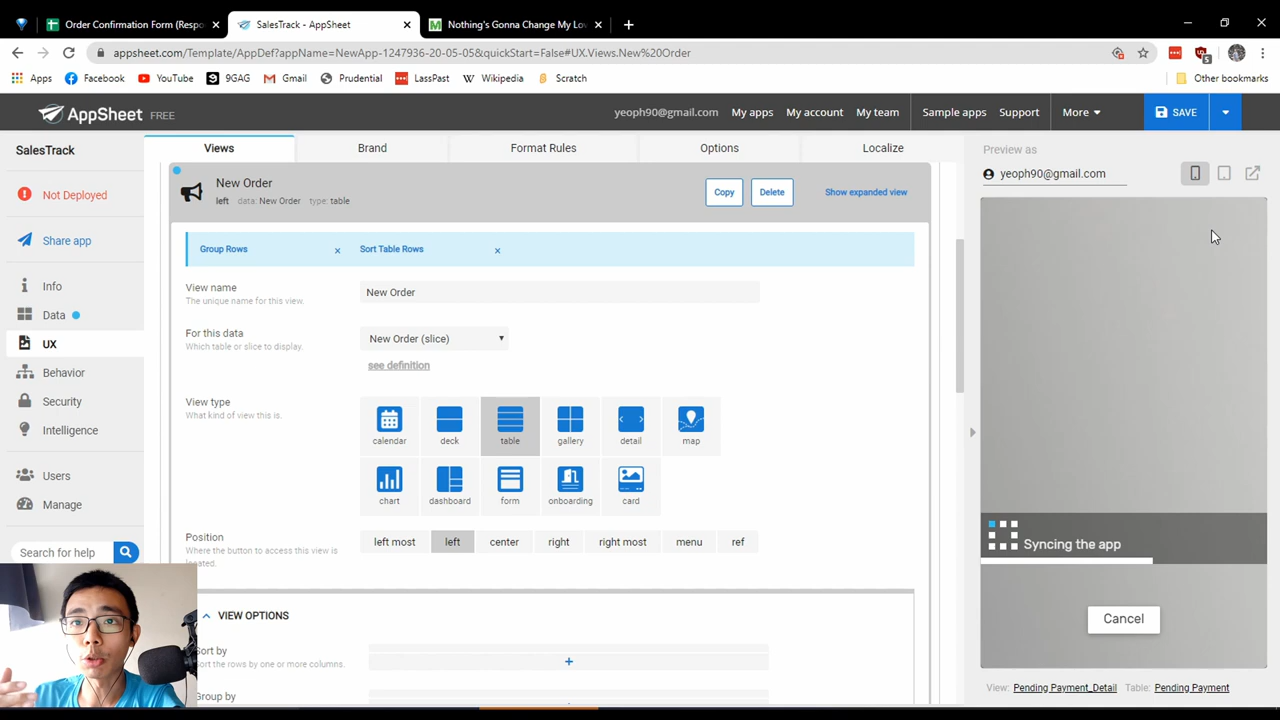 Order Confirmation Form (Respo
SalesTrack - AppSheet
Nothing's Gonna Change My Lov
appsheet.com/Template/AppDef?appName=NewApp-1247936-20-05-05&quickStart=False#UX.Views.New%20Order
5
Apps
Facebook
YouTube
9GAG
Gmail
Prudential
LassPast
Wikipedia
Scratch
Other bookmarks
AppSheet FREE
yeoph90@gmail.com
My apps
My account
My team
Sample apps
Support
More
SAVE
SalesTrack
Not Deployed
Share app
Info
Data
UX
Behavior
Security
Intelligence
Users
Manage
Search for help
Views
Brand
Format Rules
Options
Localize
New Order
left data: New Order type: table
Copy
Delete
Show expanded view
Group Rows ×
Sort Table Rows ×
View name
The unique name for this view.
New Order
For this data
Which table or slice to display.
New Order (slice)
see definition
View type
What kind of view this is.
calendar
deck
table
gallery
detail
map
chart
dashboard
form
onboarding
card
Position
Where the button to access this view is
located.
left most
left
center
right
right most
menu
ref
VIEW OPTIONS
Sort by
Sort the rows by one or more columns.
Group by
Preview as
yeoph90@gmail.com
Syncing the app
Cancel
View: Pending Payment_Detail Table: Pending Payment